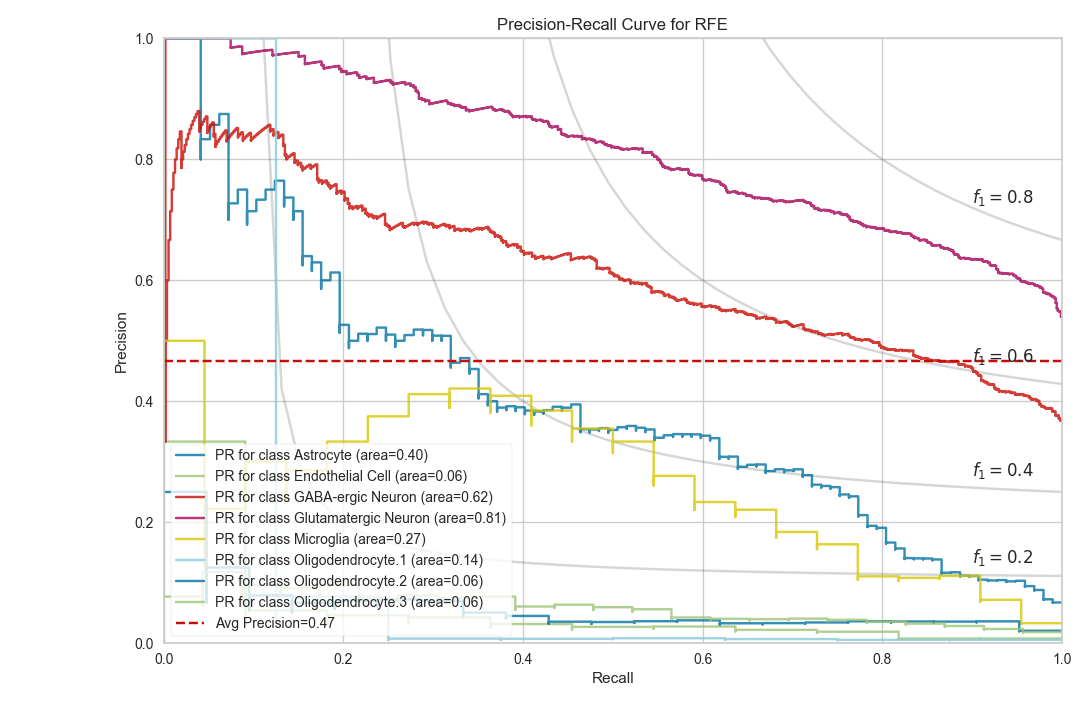 Precision-Recall Curve for RFE
1.0
0.8
0.6
0.4
0.2
0.0
Precision
f₁ = 0.8
f₁ = 0.6
f₁ = 0.4
f₁ = 0.2
PR for class Astrocyte (area=0.40)
PR for class Endothelial Cell (area=0.06)
PR for class GABA-ergic Neuron (area=0.62)
PR for class Glutamatergic Neuron (area=0.81)
PR for class Microglia (area=0.27)
PR for class Oligodendrocyte.1 (area=0.14)
PR for class Oligodendrocyte.2 (area=0.06)
PR for class Oligodendrocyte.3 (area=0.06)
Avg Precision=0.47
0.0 0.2 0.4 0.6 0.8 1.0
Recall